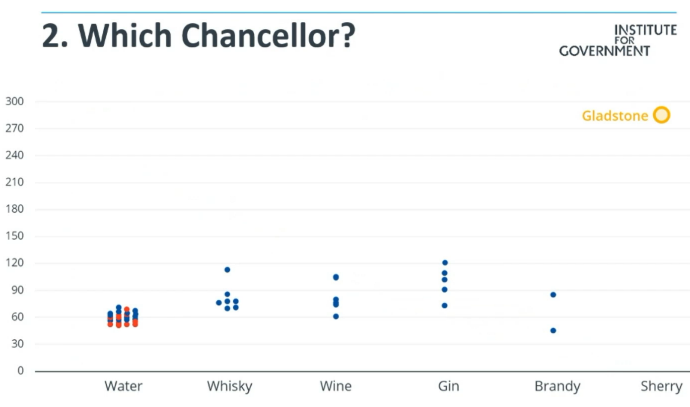 2. Which Chancellor?
INSTITUTE
FOR
GOVERNMENT
300
Gladstone
270
240
210
180
150
120
90
60
30
0
Water Whisky Wine Gin Brandy Sherry